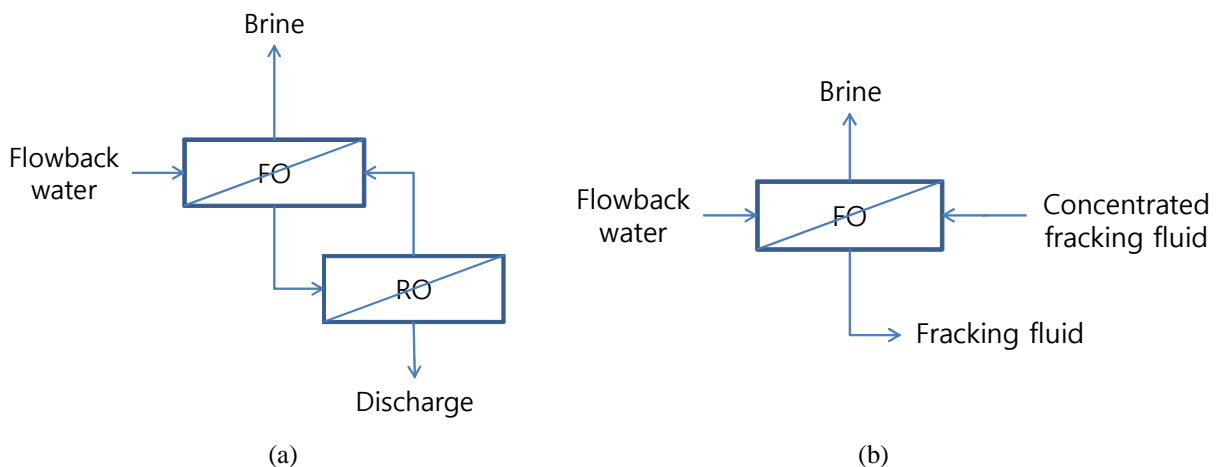 Brine
Flowback
water
FO
RO
Discharge
(a)
Brine
Flowback
water
FO
Concentrated
fracking fluid
Fracking fluid
(b)